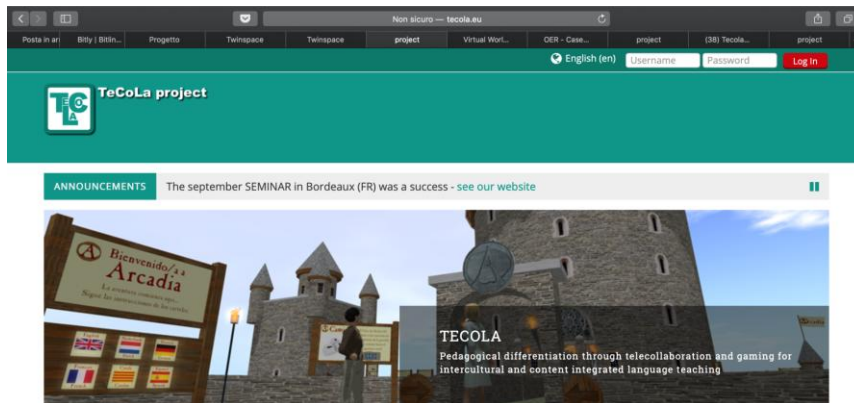 Non sicuro — tecola.eu
Posta in ar
Bitly | Bitlin...
Progetto
Twinspace
Twinspace
project
Virtual Worl...
OER - Case...
project
(38) Tecola...
project
English (en)
Username
Password
Log In
TECOLA
TeCoLa project
ANNOUNCEMENTS
The september SEMINAR in Bordeaux (FR) was a success - see our website
Bienvenido/a a
Arcadia
TECOLA
Pedagogical differentiation through telecollaboration and gaming for
intercultural and content integrated language teaching